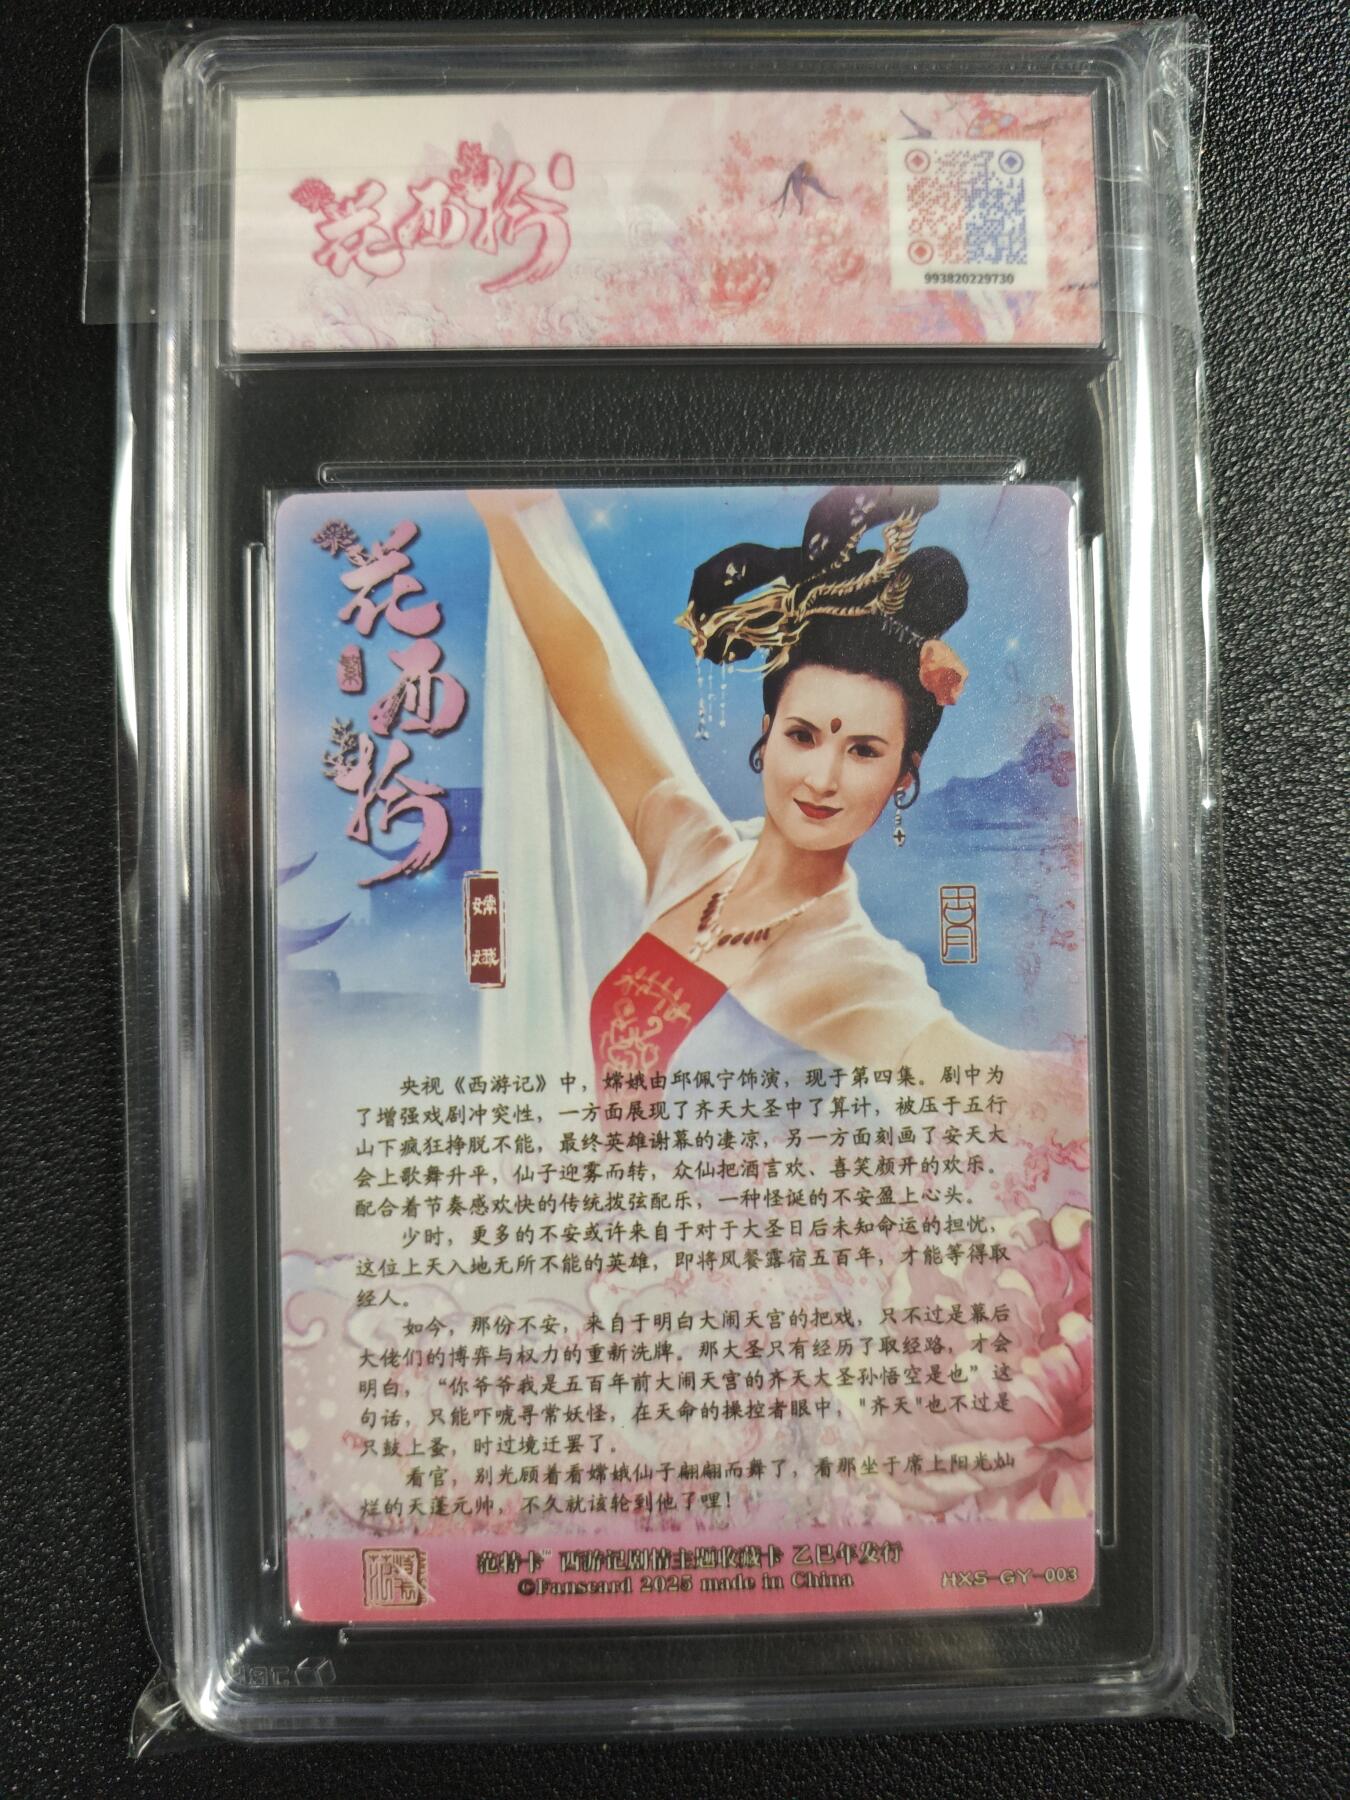 花西拾
993820229730
花西拾
繁
嫦娥
央视《西游记》中，嫦娥由邱佩宁饰演，现于第四集。剧中为
了增强戏剧冲突性，一方面展现了齐天大圣中了算计，被压于五行
山下疯狂挣脱不能，最终英雄谢幕的凄凉，另一方面刻画了安天大
会上歌舞升平，仙子迎雾而转，众仙把酒言欢、喜笑颜开的欢乐。
配合着节奏感欢快的传统拨弦配乐，一种怪诞的不安盈上心头。
少时，更多的不安或许来自于对于大圣日后未知命运的担忧，
这位上天入地无所不能的英雄，即将风餐露宿五百年，才能等得取
经人。
如今，那份不安，来自于明白大闹天宫的把戏，只不过是幕后
大佬们的博弈与权力的重新洗牌。那大圣只有经历了取经路，才会
明白，“你爷爷我是五百年前大闹天宫的齐天大圣孙悟空是也”这
句话，只能吓唬寻常妖怪，在天命的操控者眼中，"齐天"也不过是
只鼓上蚤，时过境迁罢了。
看官，别光顾着看嫦娥仙子翩翩而舞了，看那坐于席上阳光灿
烂的天蓬元帅，不久就该轮到他了哩！
范特卡™ 西游记剧情主题收藏卡 乙巳年发行
©Fanscard 2025 made in China
HXS-GY-003